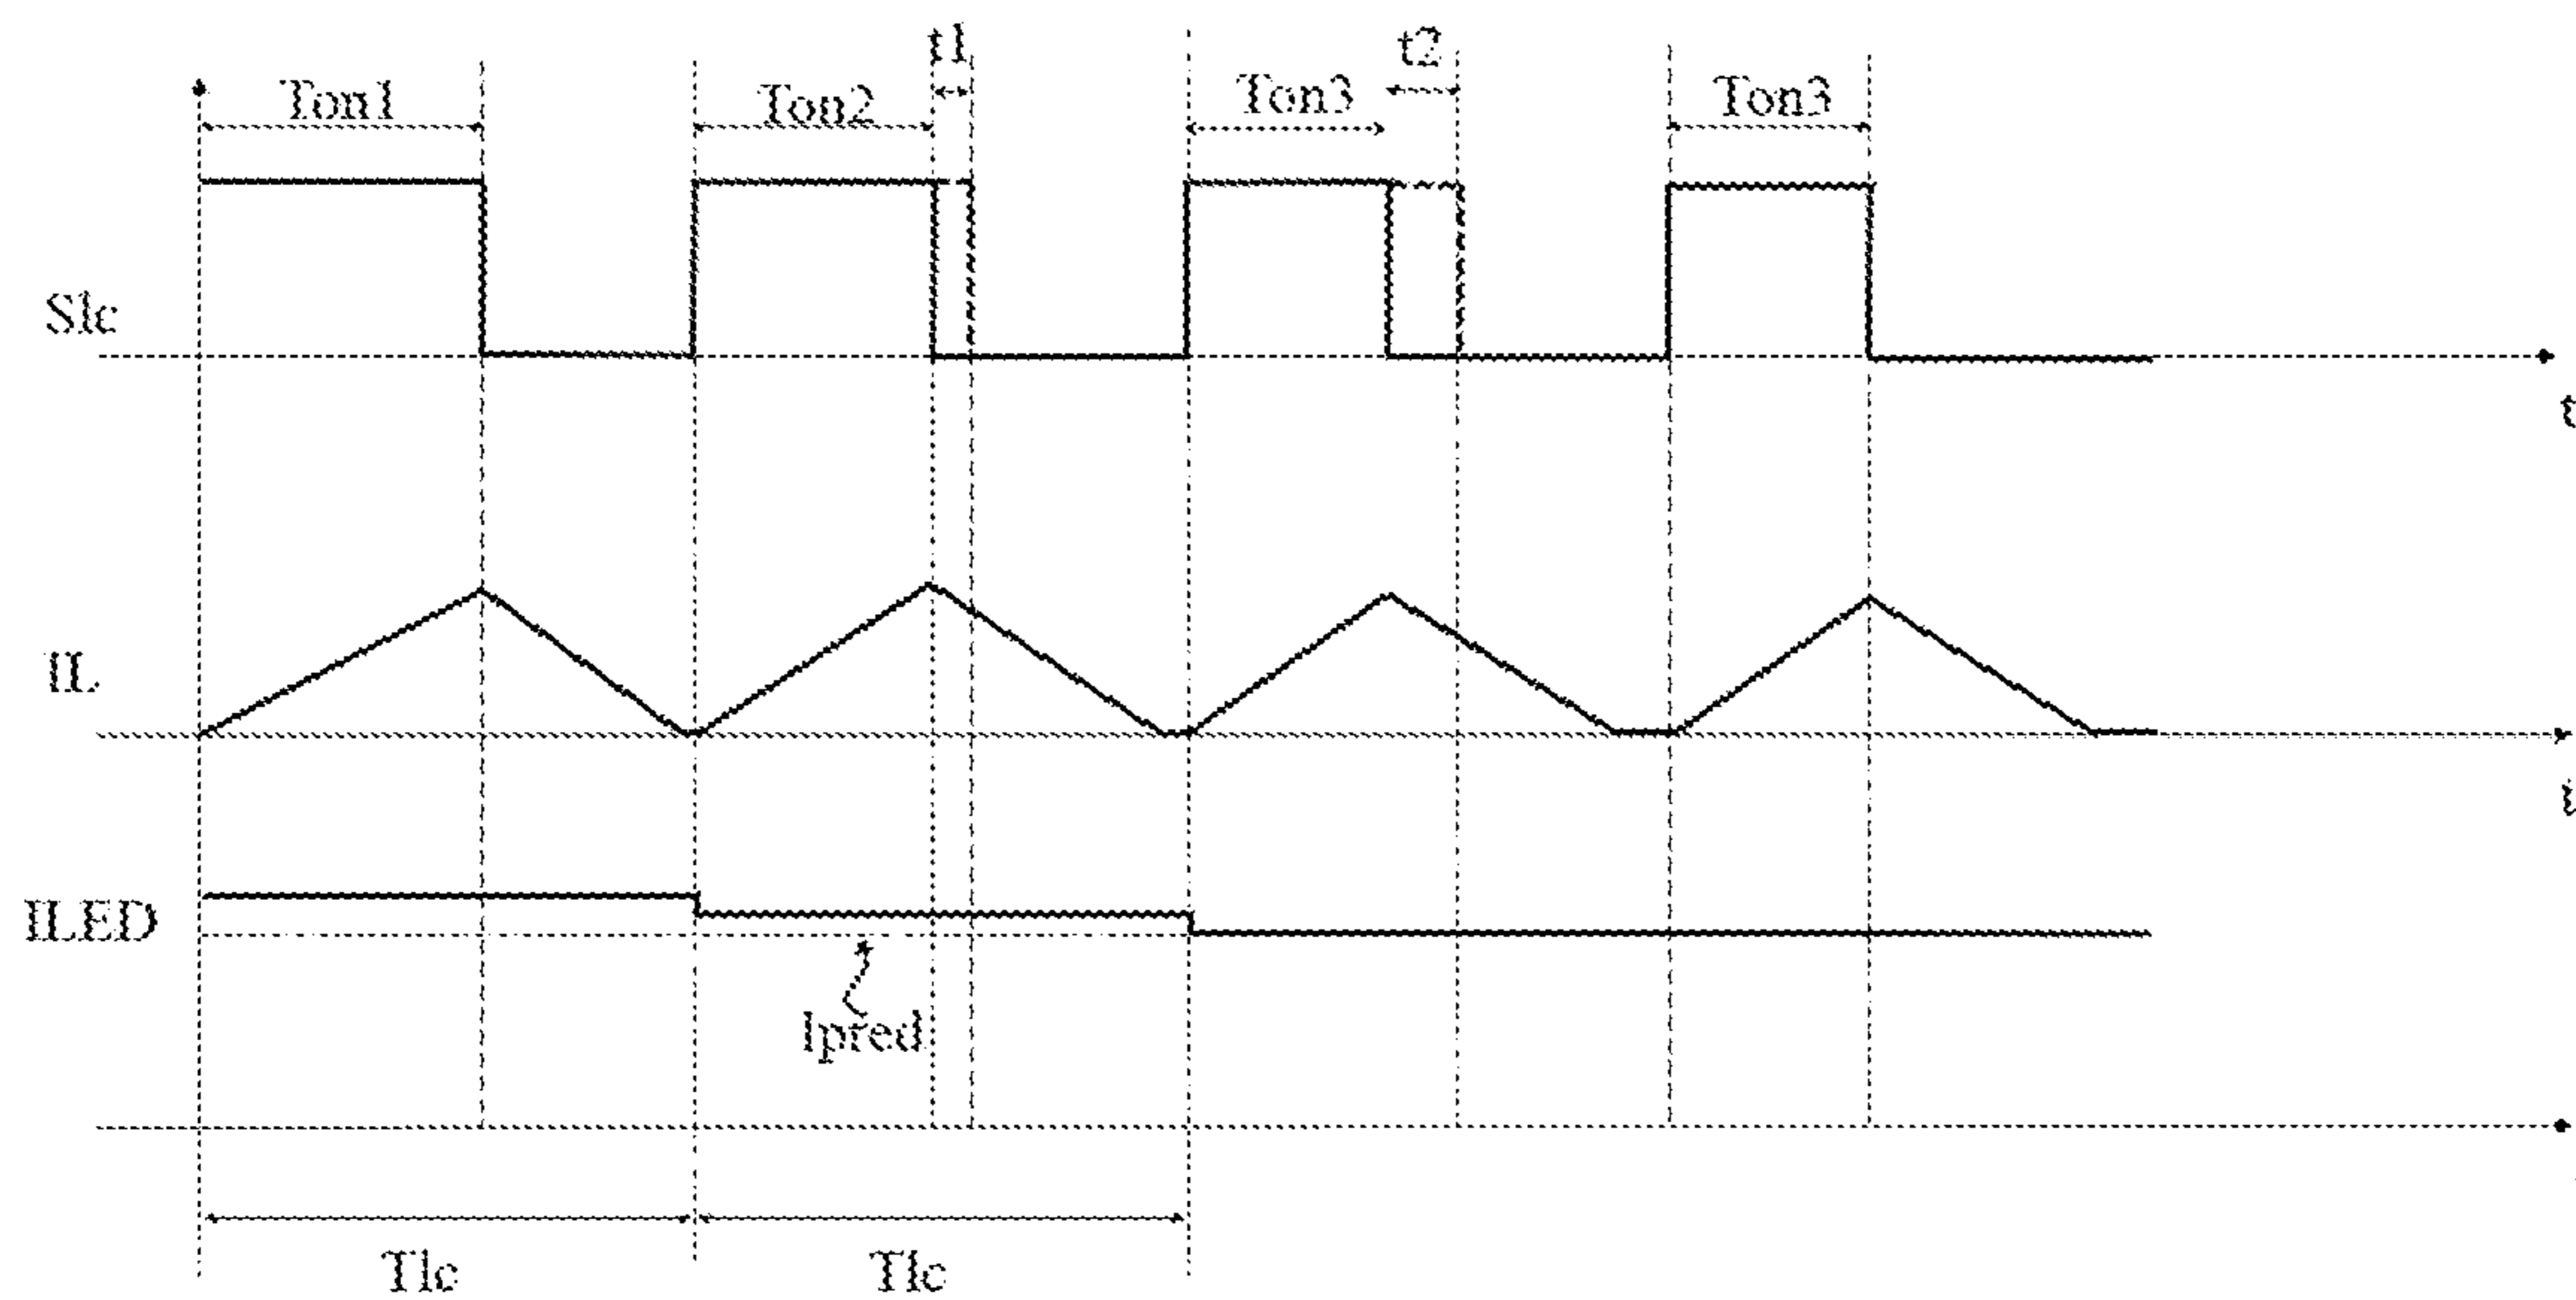 t1
t2
Ton1
Ton2
Ton3
Ton3
Slc
t
IL
t
ILED
Ipred
Tlc
Tlc